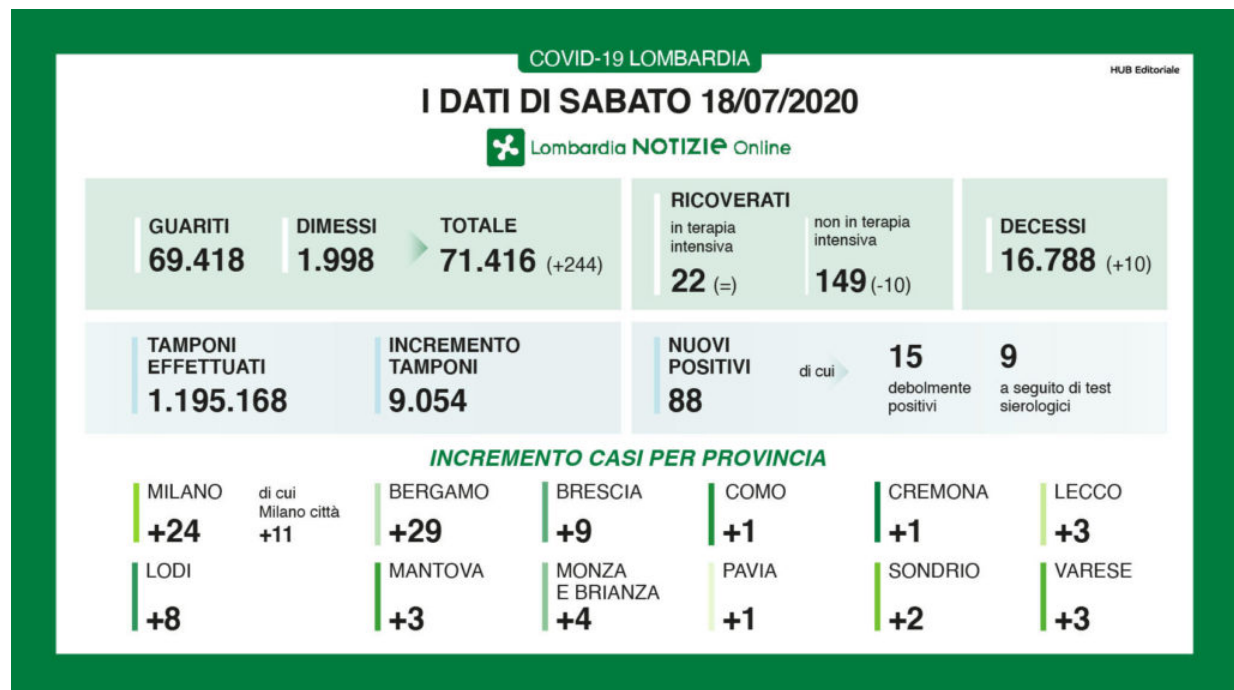 COVID-19 LOMBARDIA
HUB Editoriale
I DATI DI SABATO 18/07/2020
Lombardia NOTIZIE Online
GUARITI
69.418
DIMESSI
1.998
TOTALE
71.416 (+244)
RICOVERATI
in terapia
intensiva
22 (=)
non in terapia
intensiva
149 (-10)
DECESSI
16.788 (+10)
TAMPONI
EFFETTUATI
1.195.168
INCREMENTO
TAMPONI
9.054
NUOVI
POSITIVI
88
di cui
15
debolmente
positivi
9
a seguito di test
sierologici
INCREMENTO CASI PER PROVINCIA
MILANO
+24
di cui
Milano città
+11
BERGAMO
+29
BRESCIA
+9
COMO
+1
CREMONA
+1
LECCO
+3
LODI
+8
MANTOVA
+3
MONZA
E BRIANZA
+4
PAVIA
+1
SONDRIO
+2
VARESE
+3